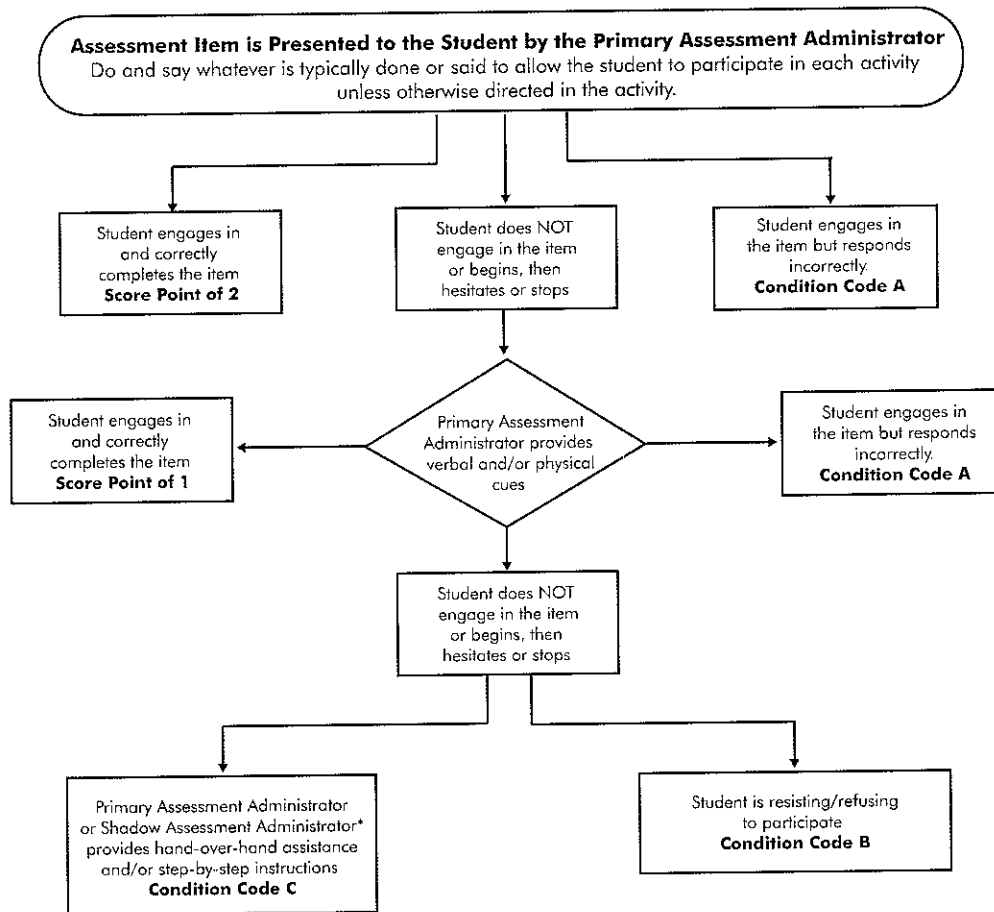 Assessment Item is Presented to the Student by the Primary Assessment Administrator
Do and say whatever is typically done or said to allow the student to participate in each activity
unless otherwise directed in the activity.
Student engages in
and correctly
completes the item
Score Point of 2
Student does NOT
engage in the item
or begins, then
hesitates or stops
Student engages in
the item but responds
incorrectly.
Condition Code A
Student engages in
and correctly
completes the item
Score Point of 1
Primary Assessment
Administrator provides
verbal and/or physical
cues
Student engages in
the item but responds
incorrectly.
Condition Code A
Student does NOT
engage in the item
or begins, then
hesitates or stops
Primary Assessment Administrator
or Shadow Assessment Administrator*
provides hand-over-hand assistance
and/or step-by-step instructions
Condition Code C
Student is resisting/refusing
to participate
Condition Code B